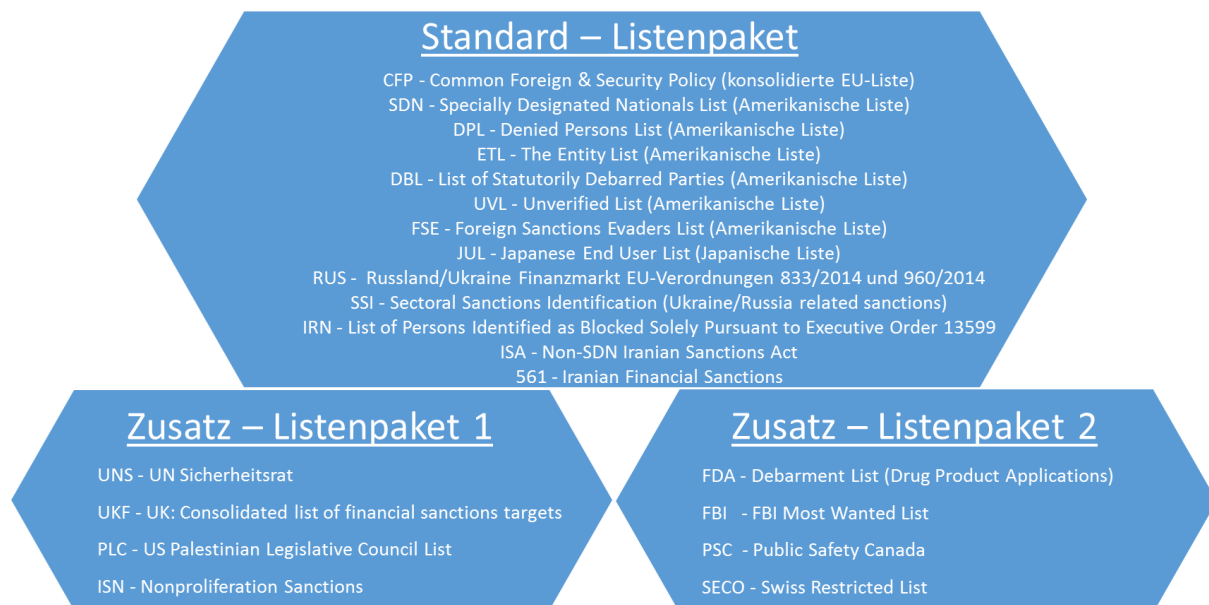 Standard – Listenpaket
CFP - Common Foreign & Security Policy (konsolidierte EU-Liste)
SDN - Specially Designated Nationals List (Amerikanische Liste)
DPL - Denied Persons List (Amerikanische Liste)
ETL - The Entity List (Amerikanische Liste)
DBL - List of Statutorily Debarred Parties (Amerikanische Liste)
UVL - Unverified List (Amerikanische Liste)
FSE - Foreign Sanctions Evaders List (Amerikanische Liste)
JUL - Japanese End User List (Japanische Liste)
RUS - Russland/Ukraine Finanzmarkt EU-Verordnungen 833/2014 und 960/2014
SSI - Sectoral Sanctions Identification (Ukraine/Russia related sanctions)
IRN - List of Persons Identified as Blocked Solely Pursuant to Executive Order 13599
ISA - Non-SDN Iranian Sanctions Act
561 - Iranian Financial Sanctions
Zusatz – Listenpaket 1
UNS - UN Sicherheitsrat
UKF - UK: Consolidated list of financial sanctions targets
PLC - US Palestinian Legislative Council List
ISN - Nonproliferation Sanctions
Zusatz – Listenpaket 2
FDA - Debarment List (Drug Product Applications)
FBI - FBI Most Wanted List
PSC - Public Safety Canada
SECO - Swiss Restricted List